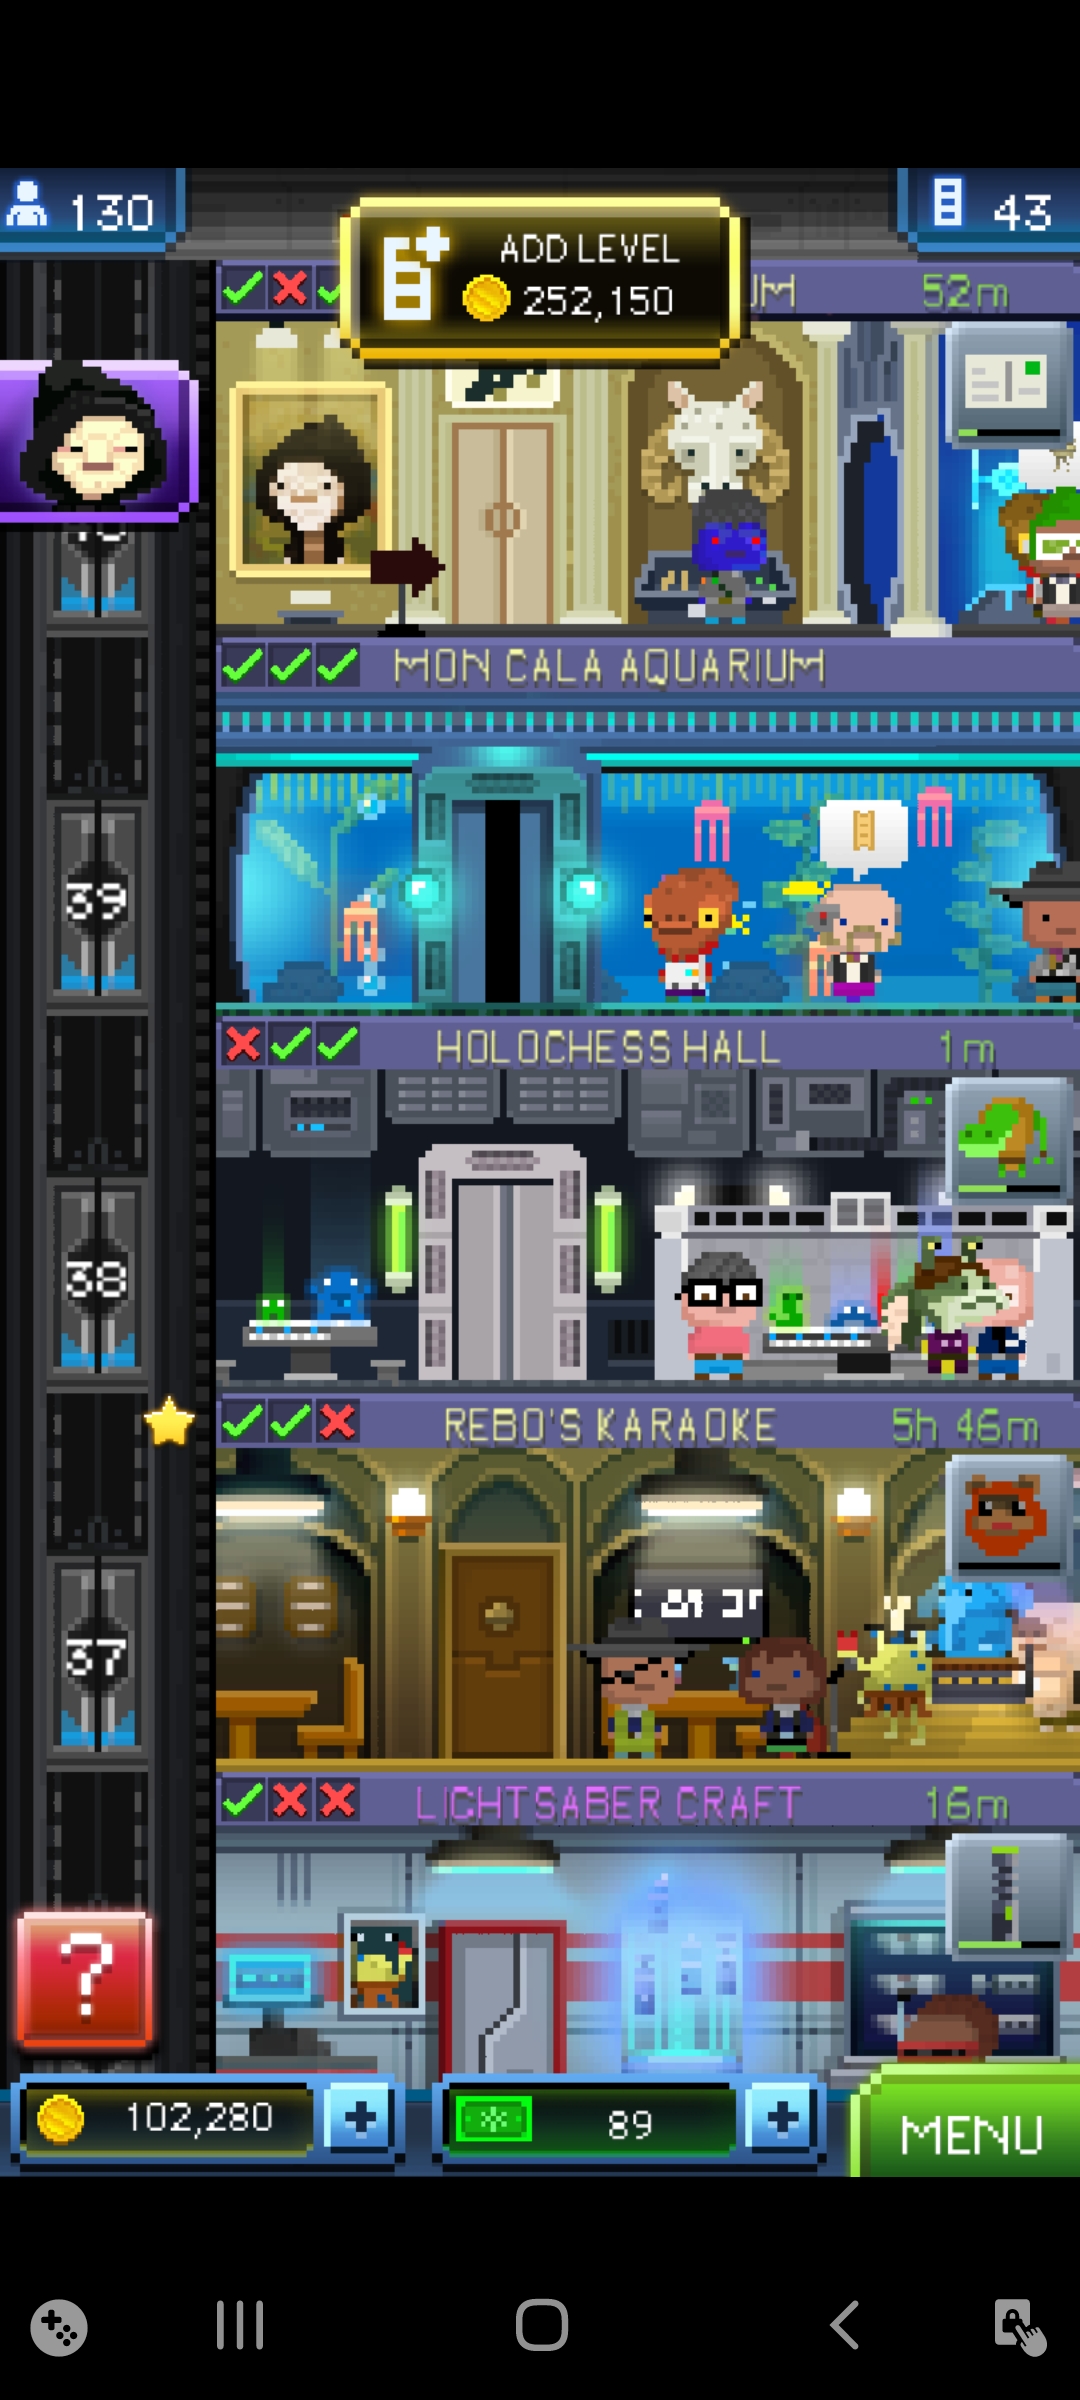 130
43
ADD LEVEL
252,150
UM 52m
MON CALA AQUARIUM
39
HOLOCHESS HALL 1m
38
REBO'S KARAOKE 5h 46m
37
LIGHTSABER CRAFT 16m
?
102,280 + 89 +
MENU